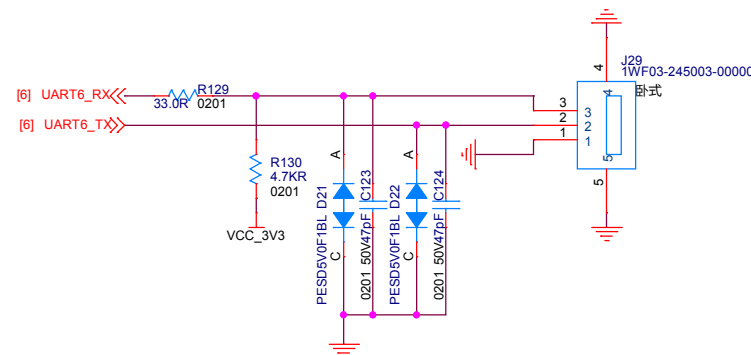 J29
1WF03-245003-00000
卧式
4
4
[6] UART6_RX
R129
33.0R
0201
3
3
[6] UART6_TX
2
2
1
1
5
5
R130
4.7KR
0201
VCC_3V3
A
C
PESD5V0F1BL D21
0201 50V47pF C123
A
C
PESD5V0F1BL D22
0201 50V47pF C124